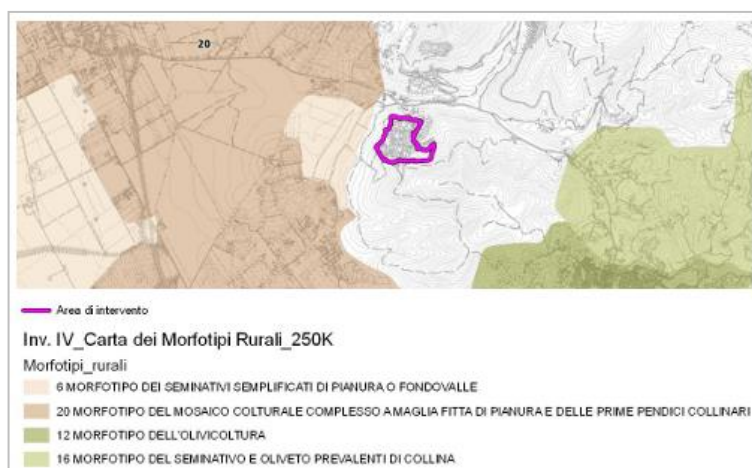 20
Area di intervento
Inv. IV_Carta dei Morfotipi Rurali_250K
Morfotipi_rurali
6 MORFOTIPO DEI SEMINATIVI SEMPLIFICATI DI PIANURA O FONDOVALLE
20 MORFOTIPO DEL MOSAICO COLTURALE COMPLESSO A MAGLIA FITTA DI PIANURA E DELLE PRIME PENDICI COLLINARI
12 MORFOTIPO DELL'OLIVICOLTURA
16 MORFOTIPO DEL SEMINATIVO E OLIVETO PREVALENTI DI COLLINA